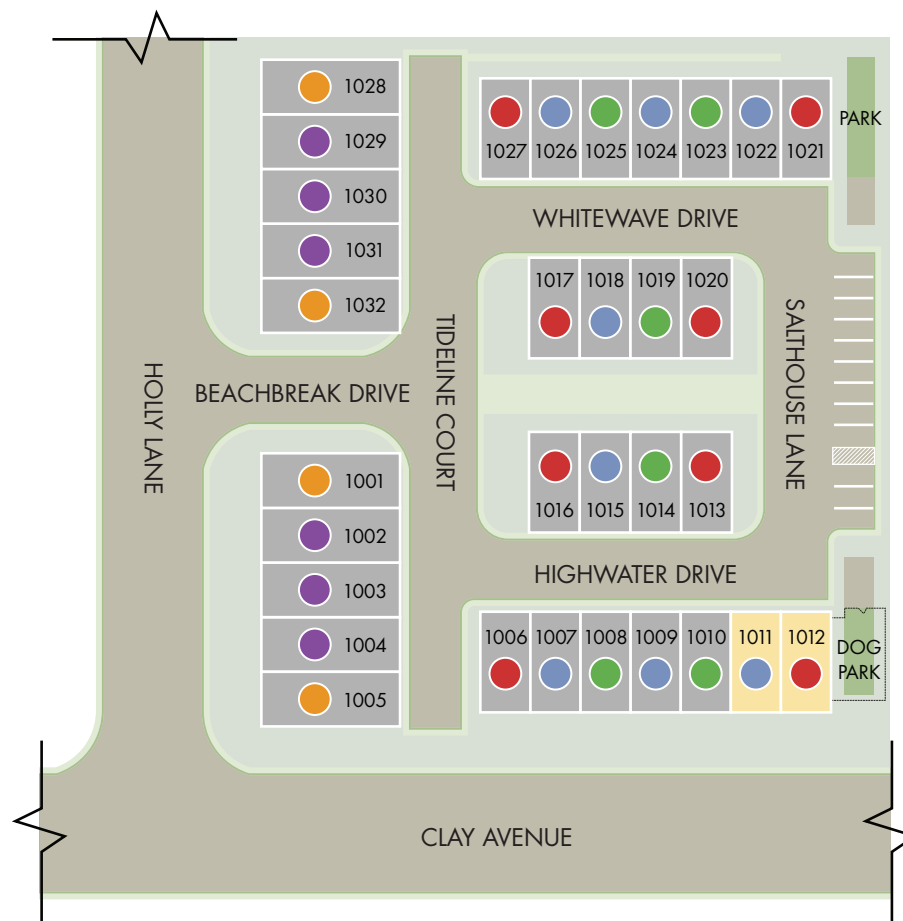 1028
1029
1030
1031
1032
1027 1026 1025 1024 1023 1022 1021
PARK
WHITEWAVE DRIVE
1017 1018 1019 1020
HOLLY LANE
BEACHBREAK DRIVE
TIDELINE COURT
SALTHOUSE LANE
1001
1002
1003
1004
1005
1016 1015 1014 1013
HIGHWATER DRIVE
1006 1007 1008 1009 1010 1011 1012
DOG
PARK
CLAY AVENUE